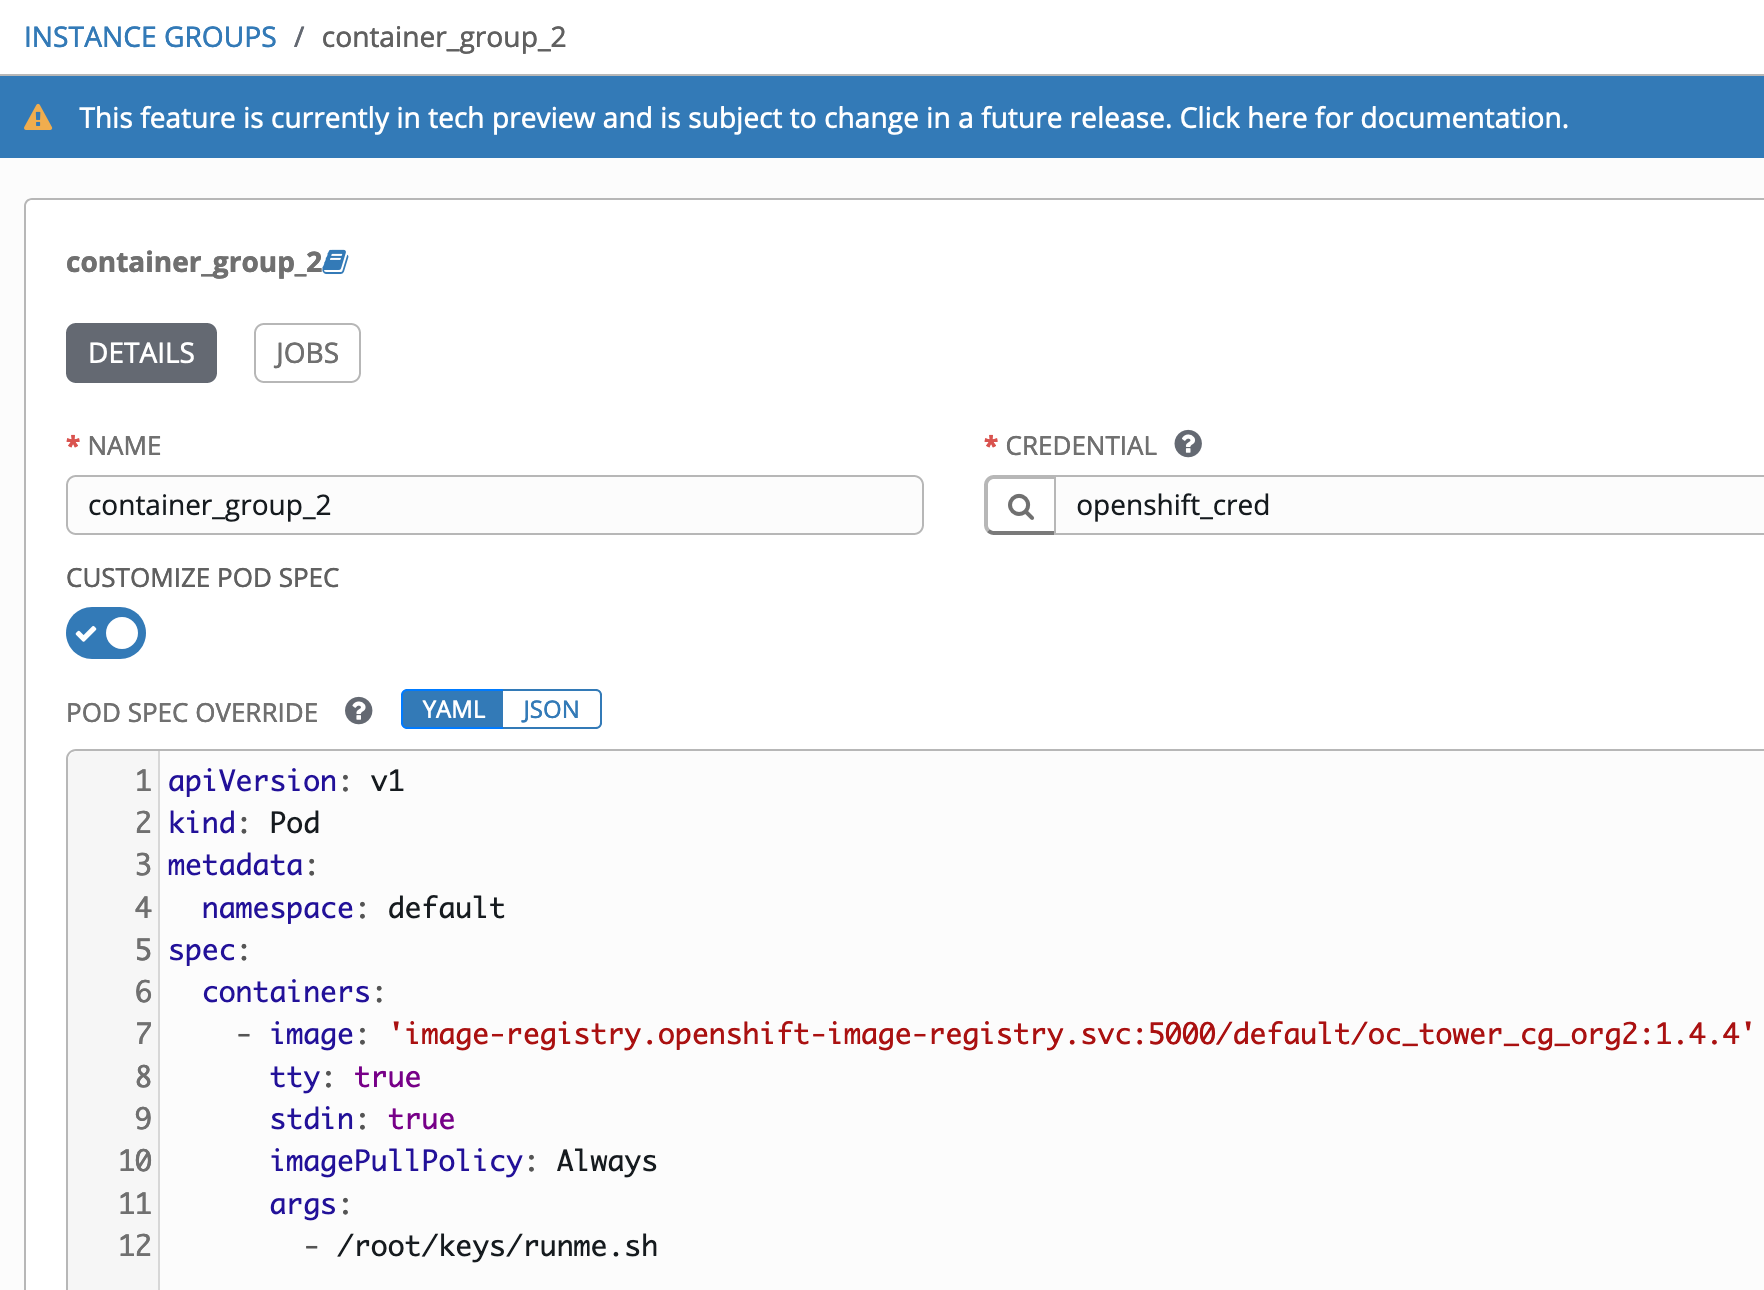 INSTANCE GROUPS / container_group_2
This feature is currently in tech preview and is subject to change in a future release. Click here for documentation.
container_group_2
DETAILS JOBS
* NAME * CREDENTIAL ?
container_group_2 openshift_cred
CUSTOMIZE POD SPEC
POD SPEC OVERRIDE ? YAML JSON
1 apiVersion: v1
2 kind: Pod
3 metadata:
4   namespace: default
5 spec:
6   containers:
7     - image: 'image-registry.openshift-image-registry.svc:5000/default/oc_tower_cg_org2:1.4.4'
8       tty: true
9       stdin: true
10       imagePullPolicy: Always
11       args:
12         - /root/keys/runme.sh